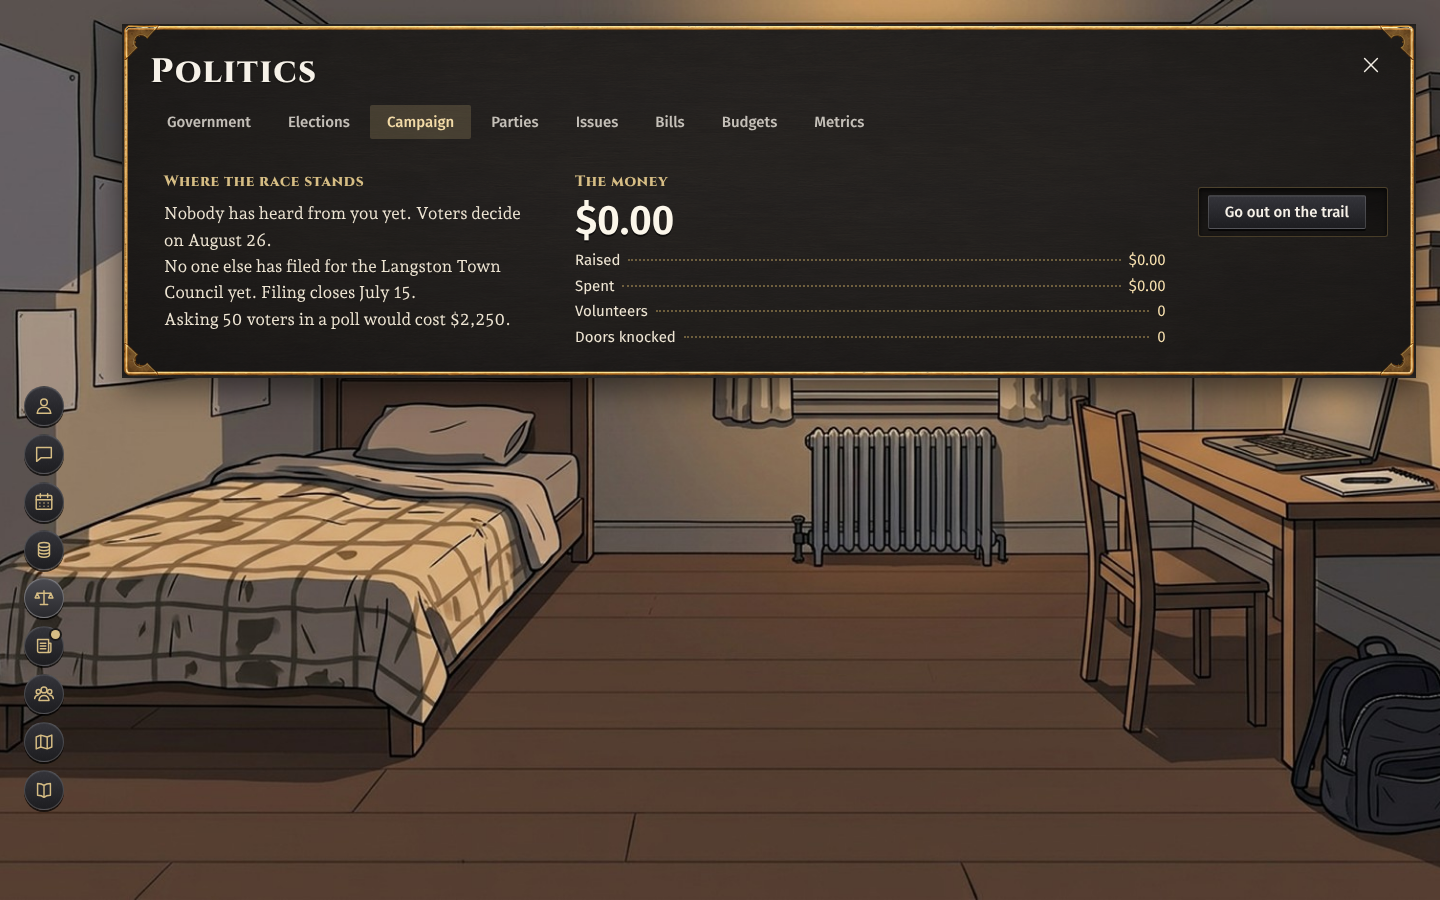 Politics
Government Elections Campaign Parties Issues Bills Budgets Metrics
Where the race stands
Nobody has heard from you yet. Voters decide
on August 26.
No one else has filed for the Langston Town
Council yet. Filing closes July 15.
Asking 50 voters in a poll would cost $2,250.
The money
$0.00
Raised $0.00
Spent $0.00
Volunteers 0
Doors knocked 0
Go out on the trail